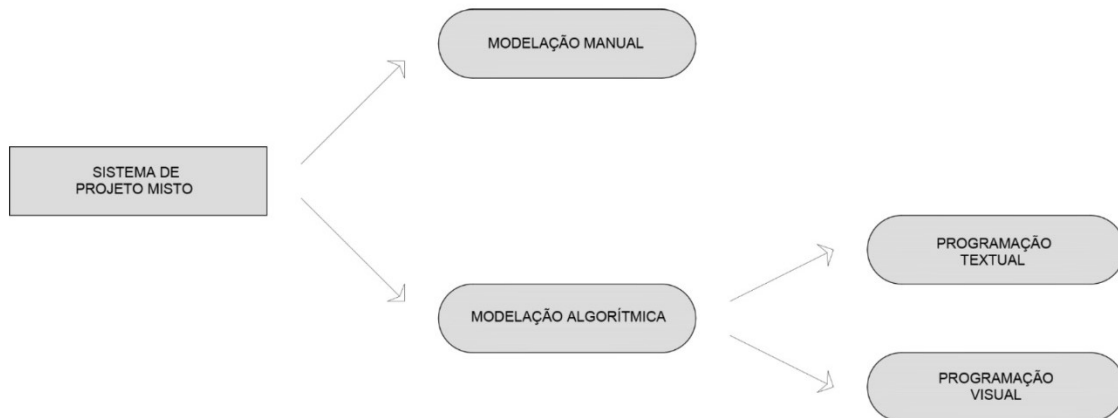 MODELAÇÃO MANUAL
SISTEMA DE
PROJETO MISTO
MODELAÇÃO ALGORÍTMICA
PROGRAMAÇÃO
TEXTUAL
PROGRAMAÇÃO
VISUAL